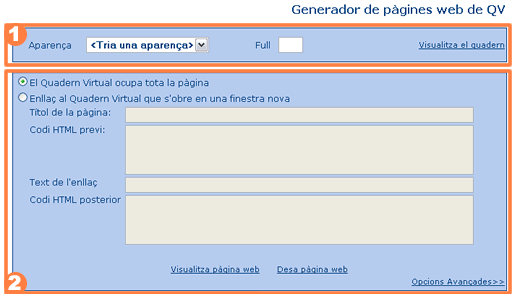 Generador de pàgines web de QV
1
Aparença <Tria una aparença> Full Visualitza el quadern
El Quadern Virtual ocupa tota la pàgina
Enllaç al Quadern Virtual que s'obre en una finestra nova
Títol de la pàgina:
Codi HTML previ:
Text de l'enllaç
Codi HTML posterior
Visualitza pàgina web Desa pàgina web
Opcions Avançades>>
2